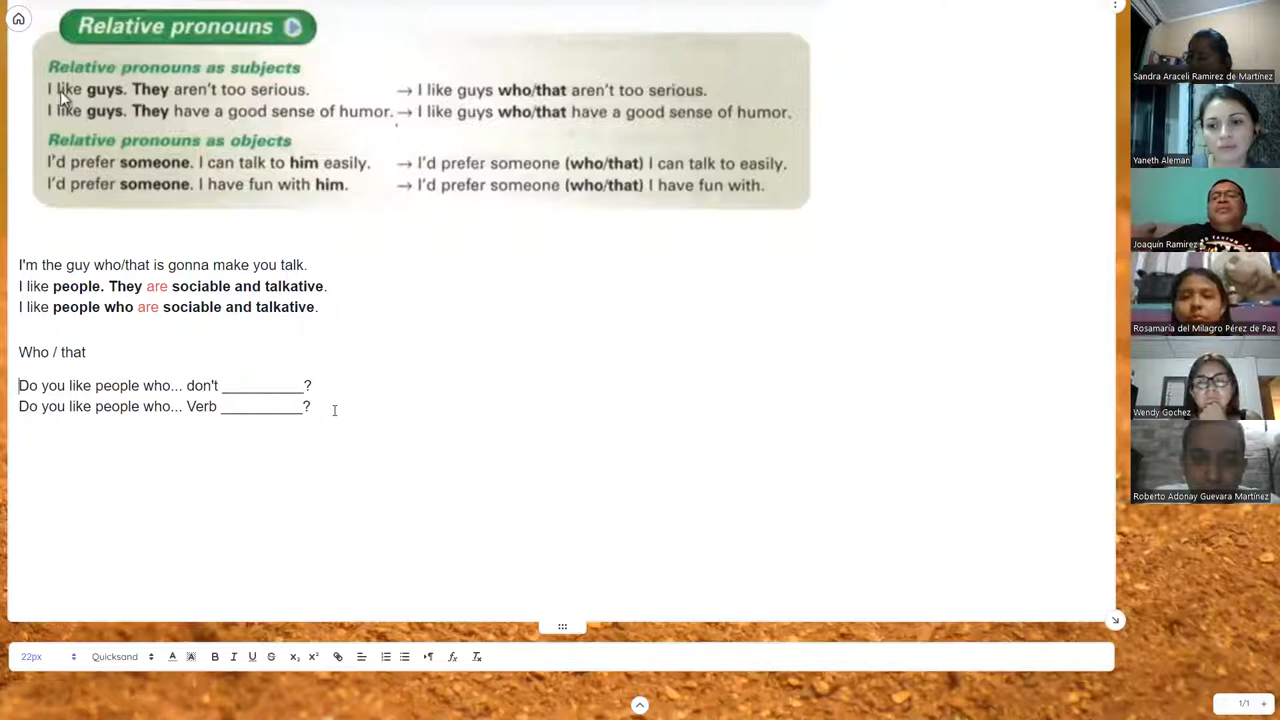 Relative pronouns
Relative pronouns as subjects
I like guys. They aren't too serious. → I like guys who/that aren't too serious.
I like guys. They have a good sense of humor. → I like guys who/that have a good sense of humor.
Relative pronouns as objects
I'd prefer someone. I can talk to him easily. → I'd prefer someone (who/that) I can talk to easily.
I'd prefer someone. I have fun with him. → I'd prefer someone (who/that) I have fun with.
I'm the guy who/that is gonna make you talk.
I like people. They are sociable and talkative.
I like people who are sociable and talkative.
Who / that
Do you like people who... don't __________?
Do you like people who... Verb __________?
22px Quicksand
1/1
Sandra Araceli Ramirez de Martínez
Yaneth Aleman
Joaquín Ramirez
Rosamaría del Milagro Pérez de Paz
Wendy Gochez
Roberto Adonay Guevara Martínez